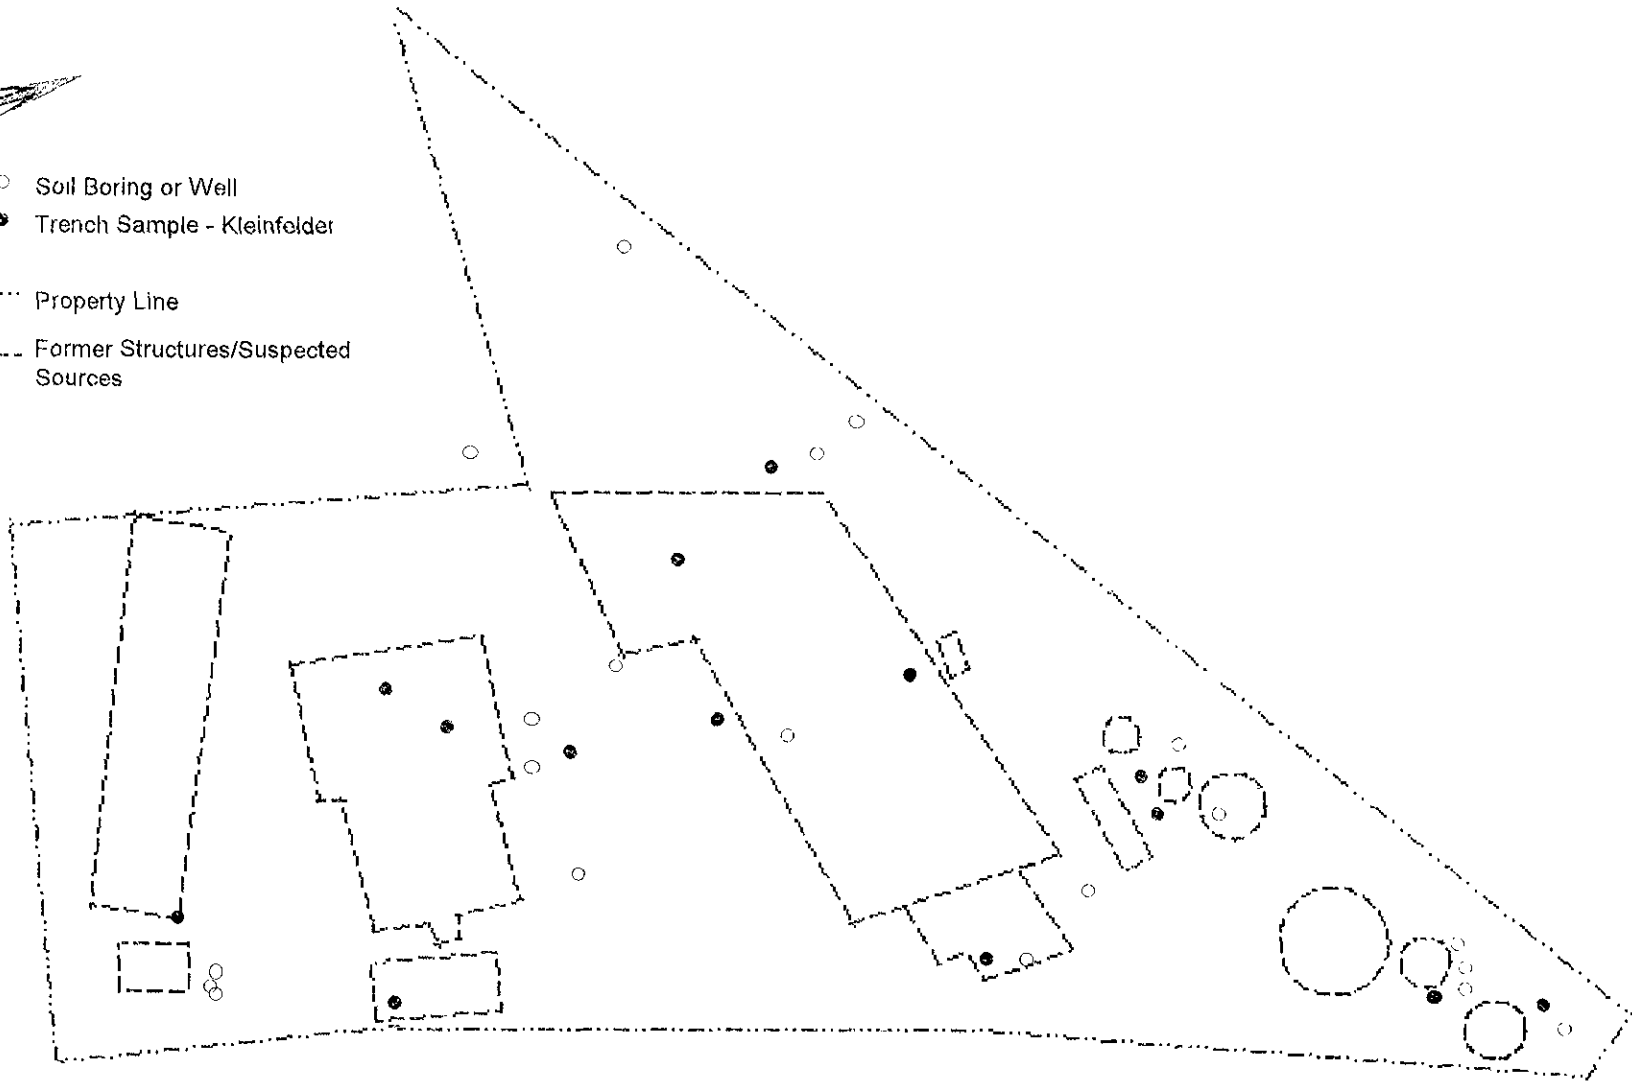 Soil Boring or Well
Trench Sample - Kleinfelder
Property Line
Former Structures/Suspected
Sources